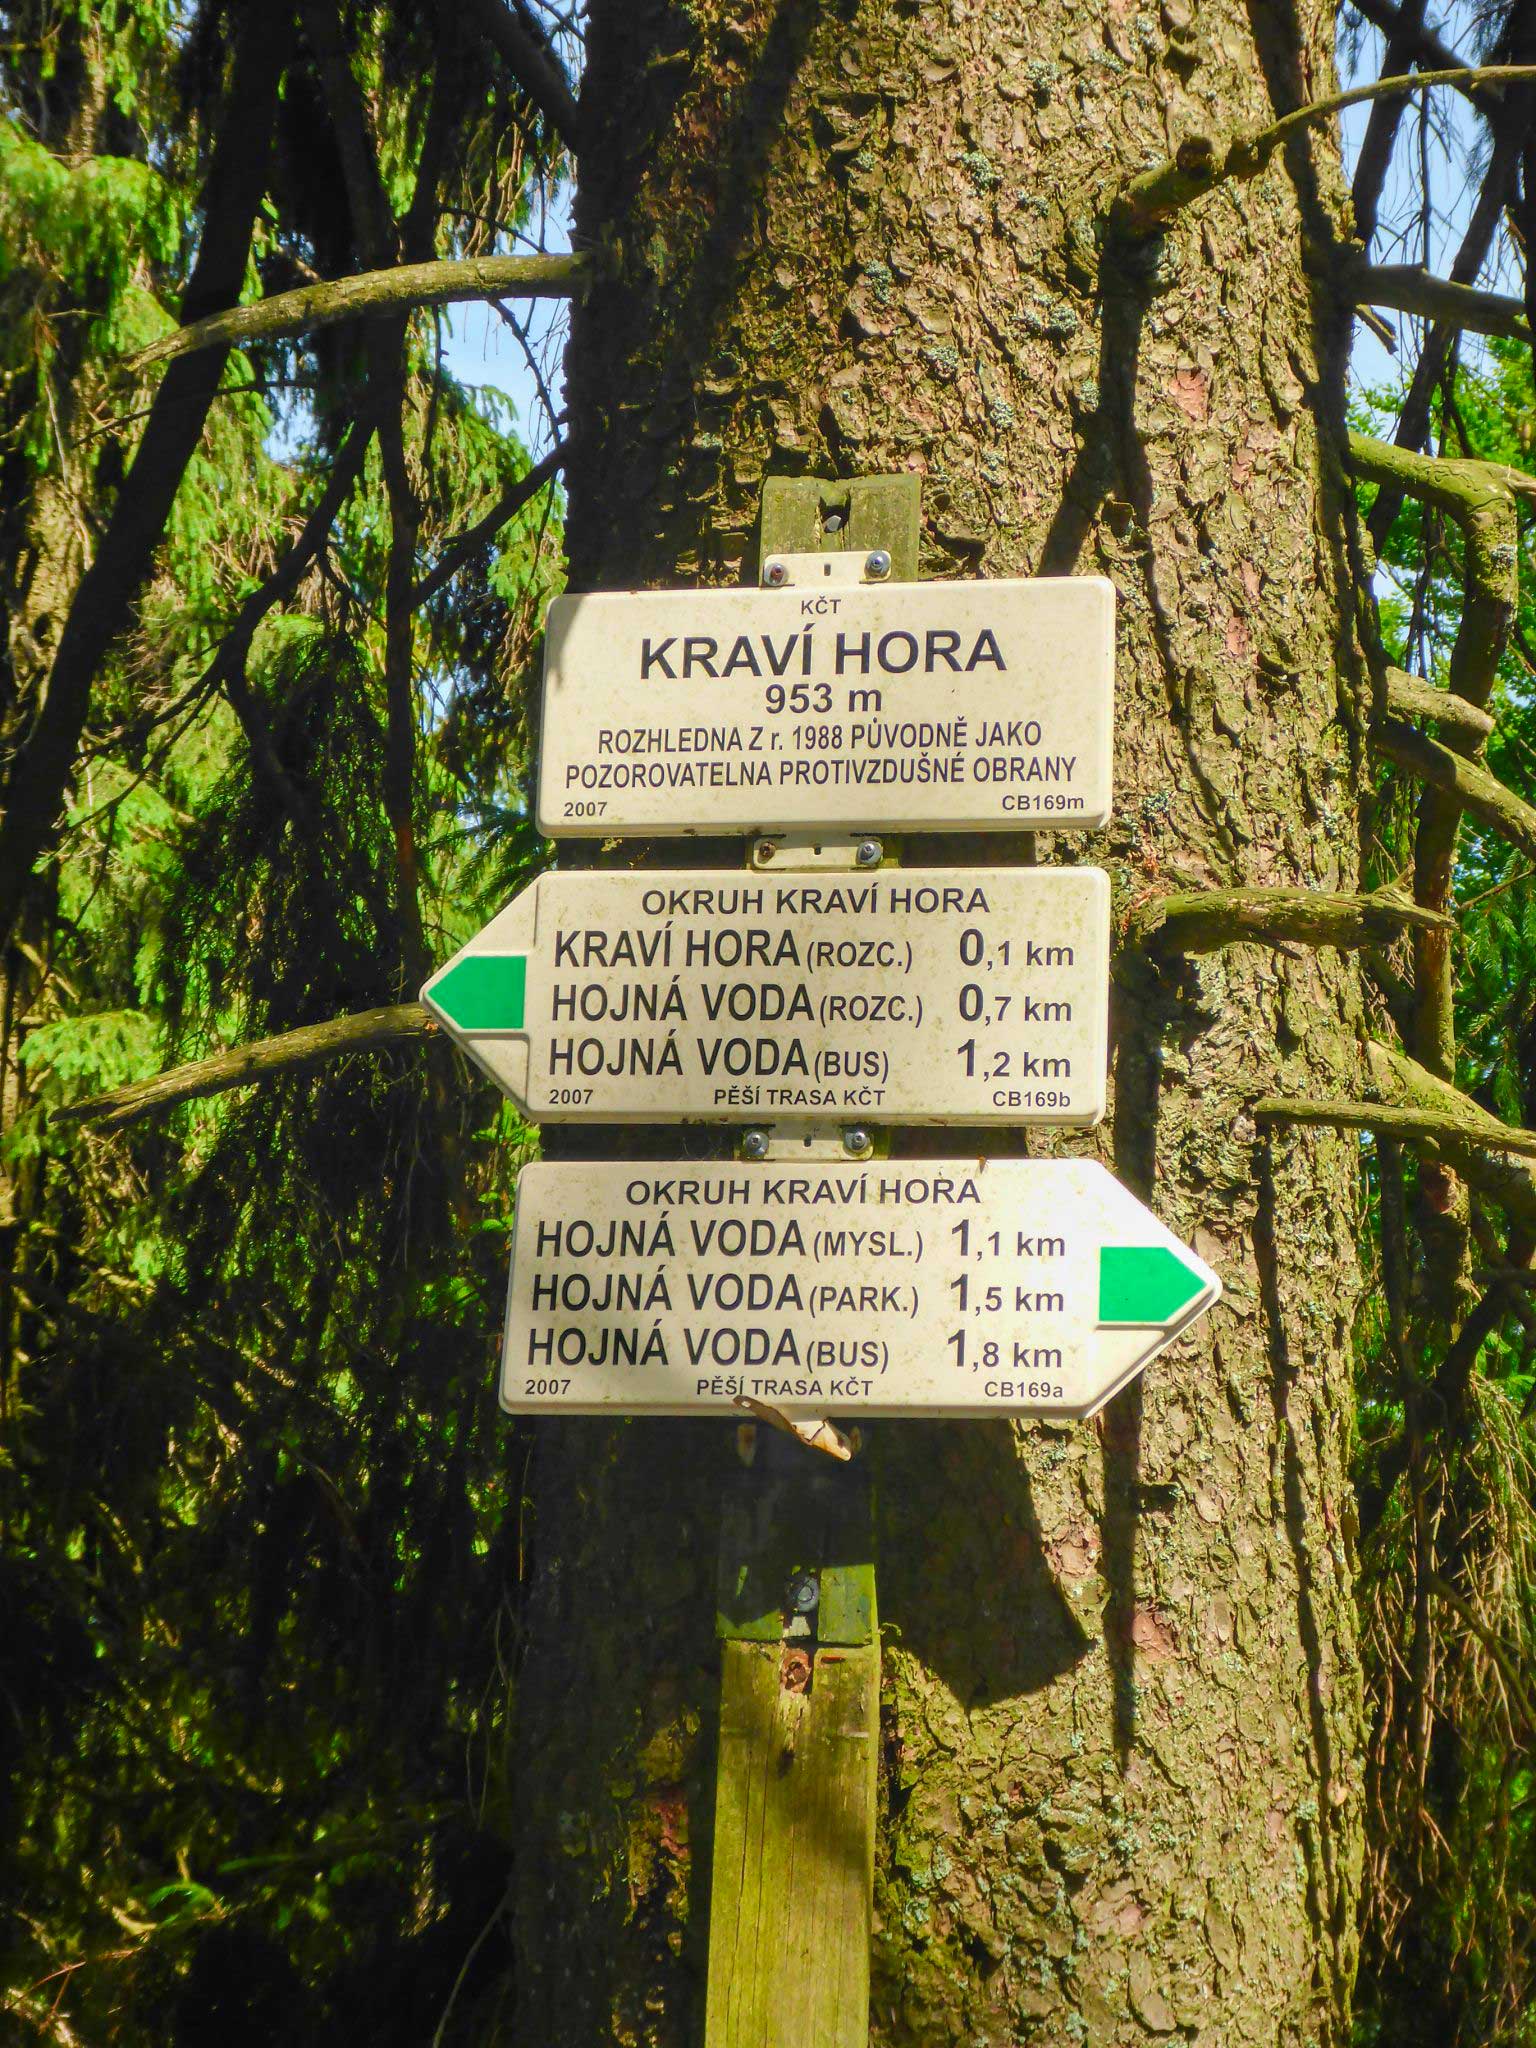 KČT
KRAVÍ HORA
953 m
ROZHLEDNA Z r. 1988 PŮVODNĚ JAKO
POZOROVATELNA PROTIVZDUŠNÉ OBRANY
2007 CB169m
OKRUH KRAVÍ HORA
KRAVÍ HORA (ROZC.) 0,1 km
HOJNÁ VODA (ROZC.) 0,7 km
HOJNÁ VODA (BUS) 1,2 km
2007 PĚŠÍ TRASA KČT CB169b
OKRUH KRAVÍ HORA
HOJNÁ VODA (MYSL.) 1,1 km
HOJNÁ VODA (PARK.) 1,5 km
HOJNÁ VODA (BUS) 1,8 km
2007 PĚŠÍ TRASA KČT CB169a